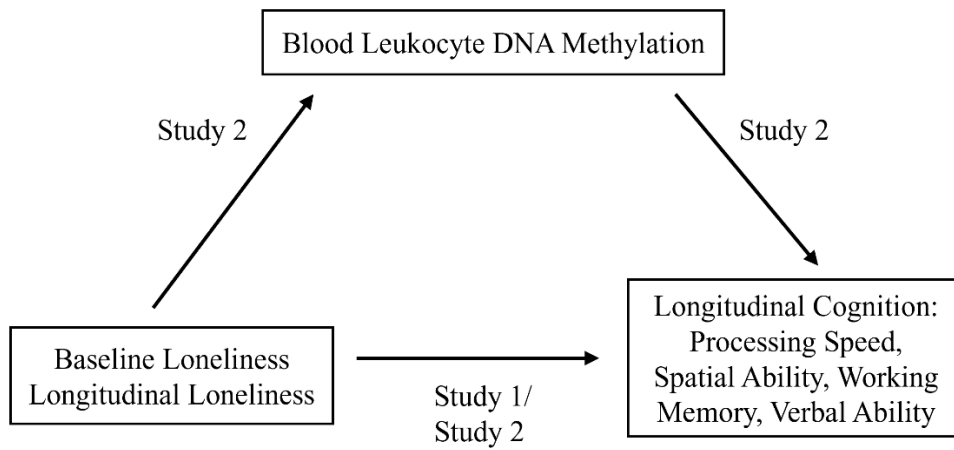 Blood Leukocyte DNA Methylation
Study 2
Study 2
Baseline Loneliness
Longitudinal Loneliness
Study 1/
Study 2
Longitudinal Cognition:
Processing Speed,
Spatial Ability, Working
Memory, Verbal Ability